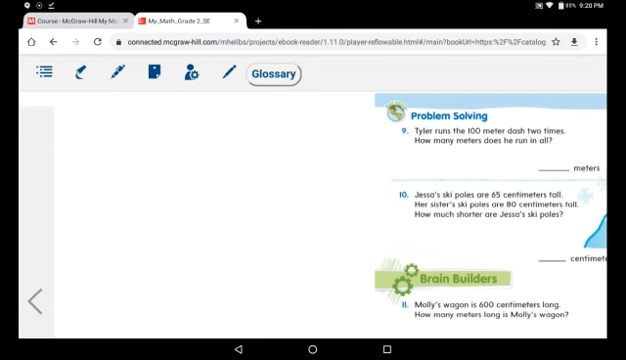 85% 9:20 PM
Course - McGraw-Hill My Ma
My_Math_Grade 2_SE
connected.mcgraw-hill.com/mhelibs/projects/ebook-reader/1.11.0/player-reflowable.html#/main?bookUrl=https:%2F%2Fcatalog
Glossary
Problem Solving
9. Tyler runs the 100 meter dash two times.
How many meters does he run in all?
______ meters
10. Jessa's ski poles are 65 centimeters tall.
Her sister's ski poles are 80 centimeters tall.
How much shorter are Jessa's ski poles?
______ centimete
Brain Builders
11. Molly's wagon is 600 centimeters long.
How many meters long is Molly's wagon?